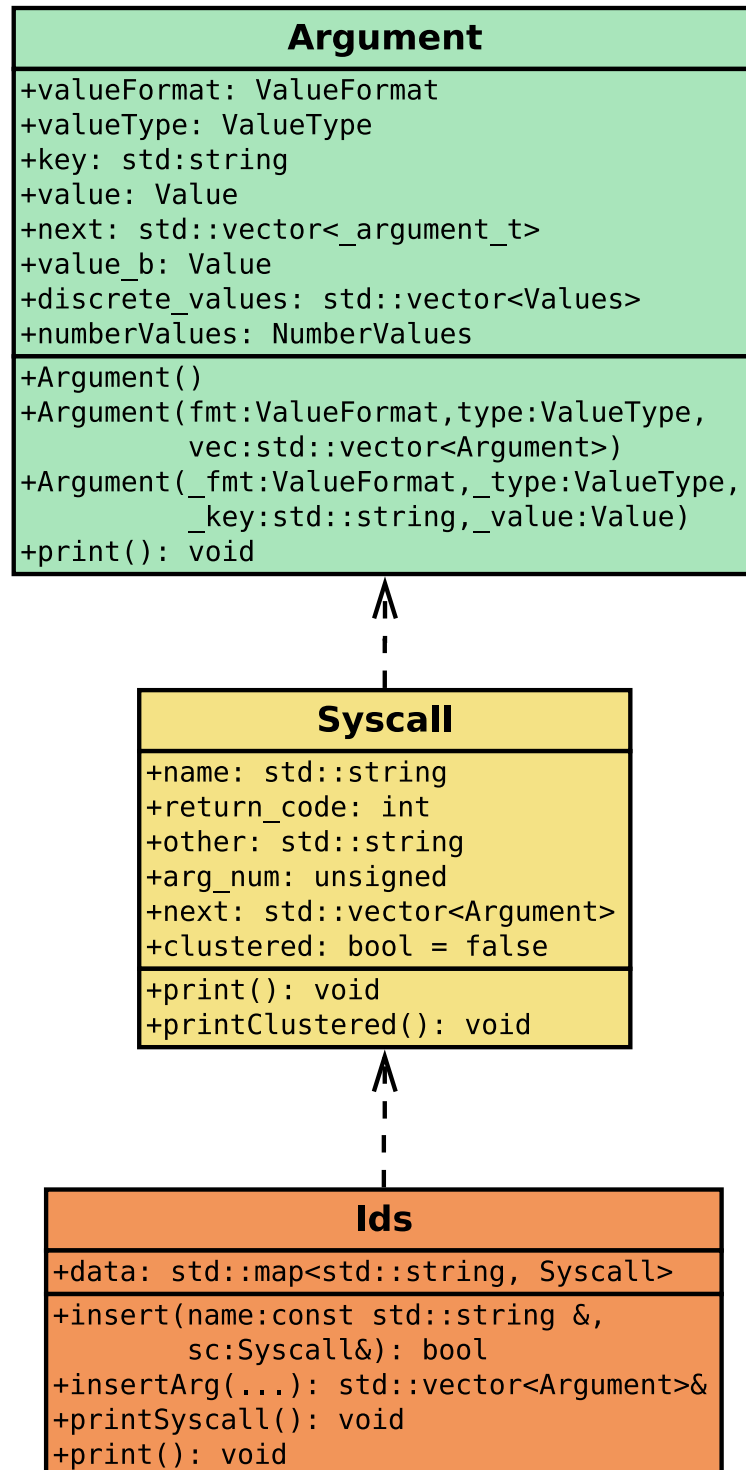 Argument
+valueFormat: ValueFormat
+valueType: ValueType
+key: std:string
+value: Value
+next: std::vector<_argument_t>
+value_b: Value
+discrete_values: std::vector<Values>
+numberValues: NumberValues
+Argument()
+Argument(fmt:ValueFormat,type:ValueType,
vec:std::vector<Argument>)
+Argument(_fmt:ValueFormat,_type:ValueType,
_key:std::string,_value:Value)
+print(): void
Syscall
+name: std::string
+return_code: int
+other: std::string
+arg_num: unsigned
+next: std::vector<Argument>
+clustered: bool = false
+print(): void
+printClustered(): void
Ids
+data: std::map<std::string, Syscall>
+insert(name:const std::string &,
sc:Syscall&): bool
+insertArg(...): std::vector<Argument>&
+printSyscall(): void
+print(): void